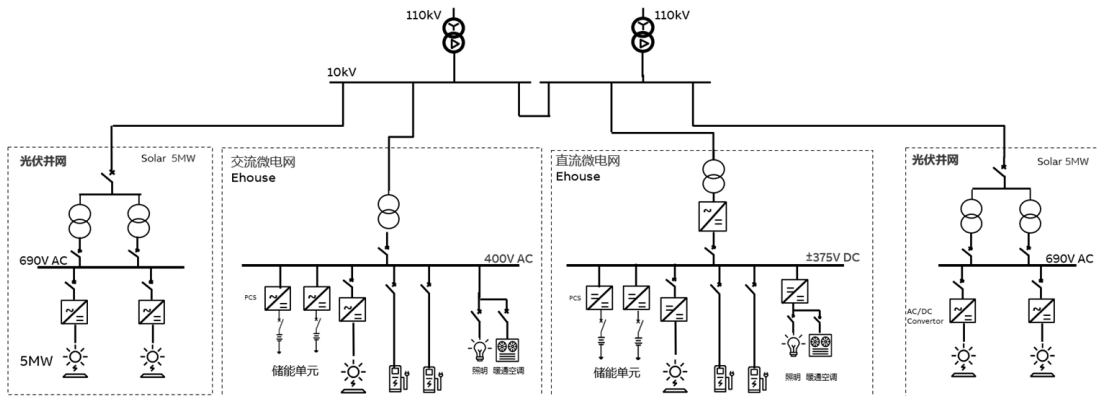 110kV
110kV
10kV
光伏并网
Solar 5MW
交流微电网
Ehouse
直流微电网
Ehouse
光伏并网
Solar 5MW
690V AC
400V AC
±375V DC
690V AC
PCS
PCS
AC/DC
Convertor
5MW
储能单元
照明
暖通空调
储能单元
照明
暖通空调